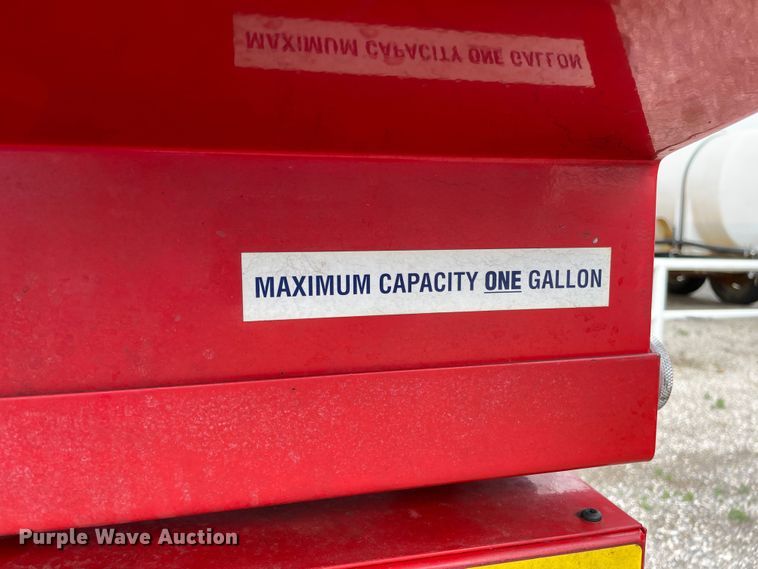 MAXIMUM CAPACITY ONE GALLON
MAXIMUM CAPACITY ONE GALLON
Purple Wave Auction